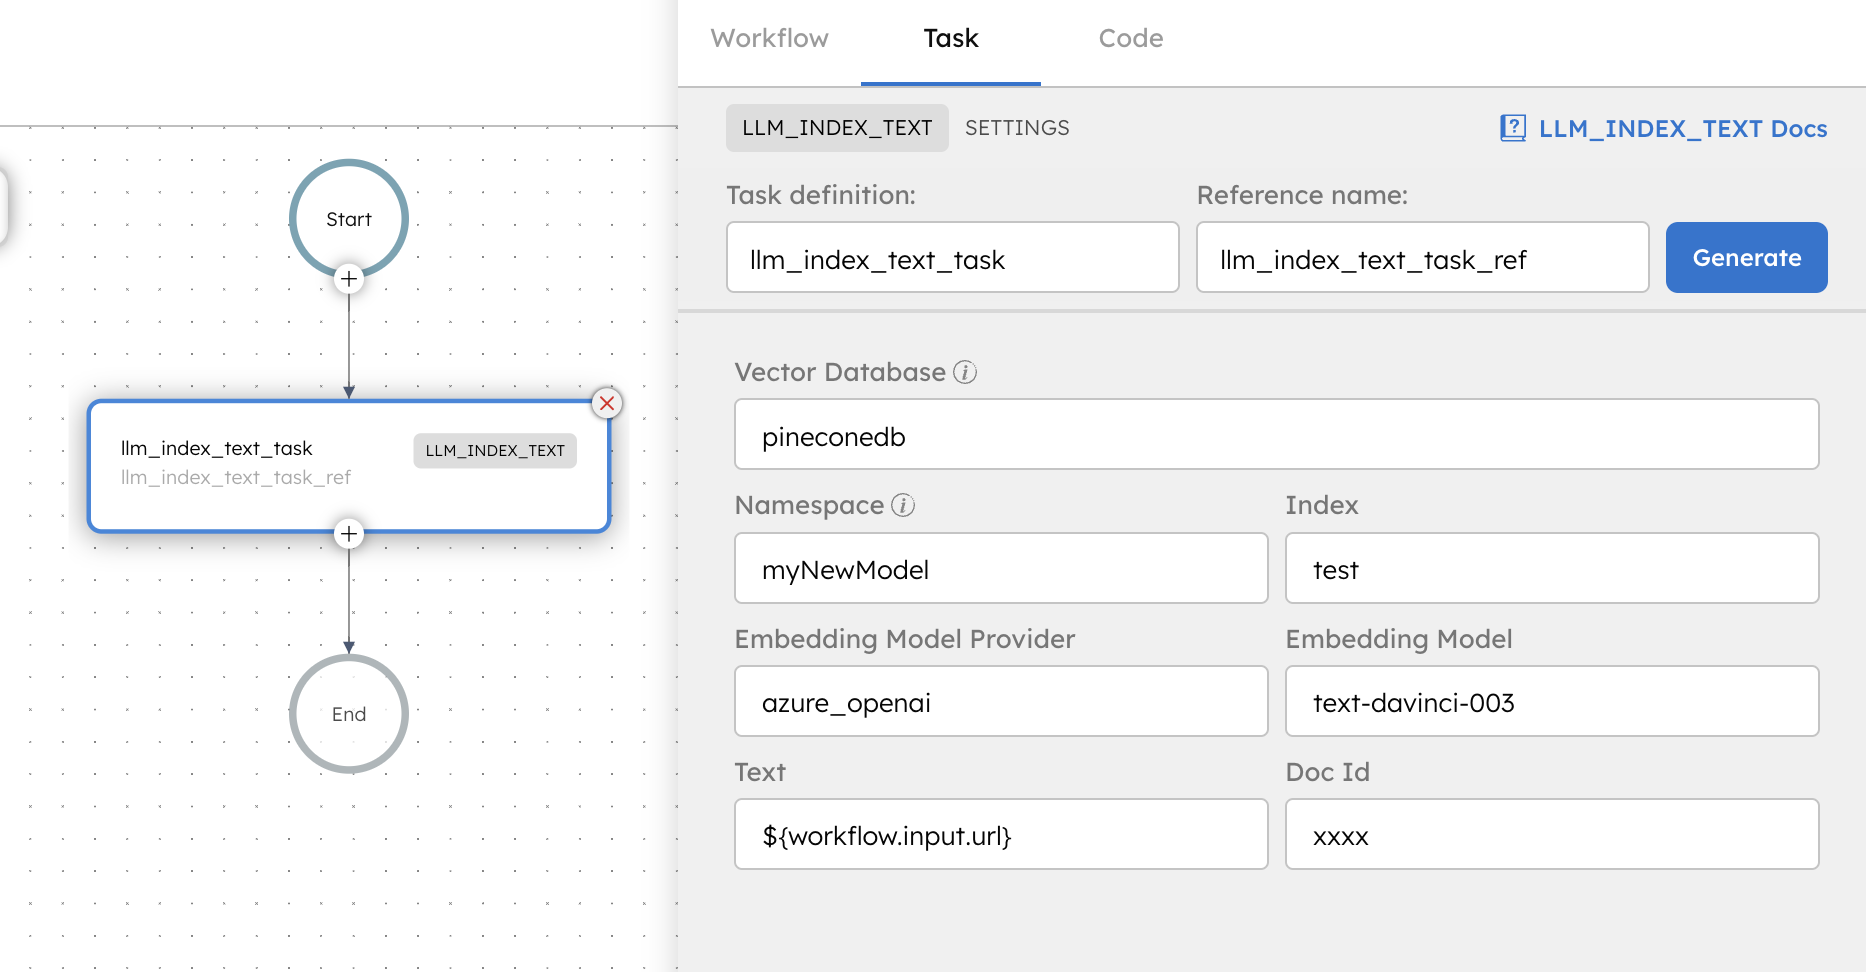 Workflow
Task
Code
LLM_INDEX_TEXT
SETTINGS
LLM_INDEX_TEXT Docs
Task definition:
Reference name:
llm_index_text_task
llm_index_text_task_ref
Generate
Start
llm_index_text_task
LLM_INDEX_TEXT
llm_index_text_task_ref
End
Vector Database
pineconedb
Namespace
Index
myNewModel
test
Embedding Model Provider
Embedding Model
azure_openai
text-davinci-003
Text
Doc Id
${workflow.input.url}
xxxx